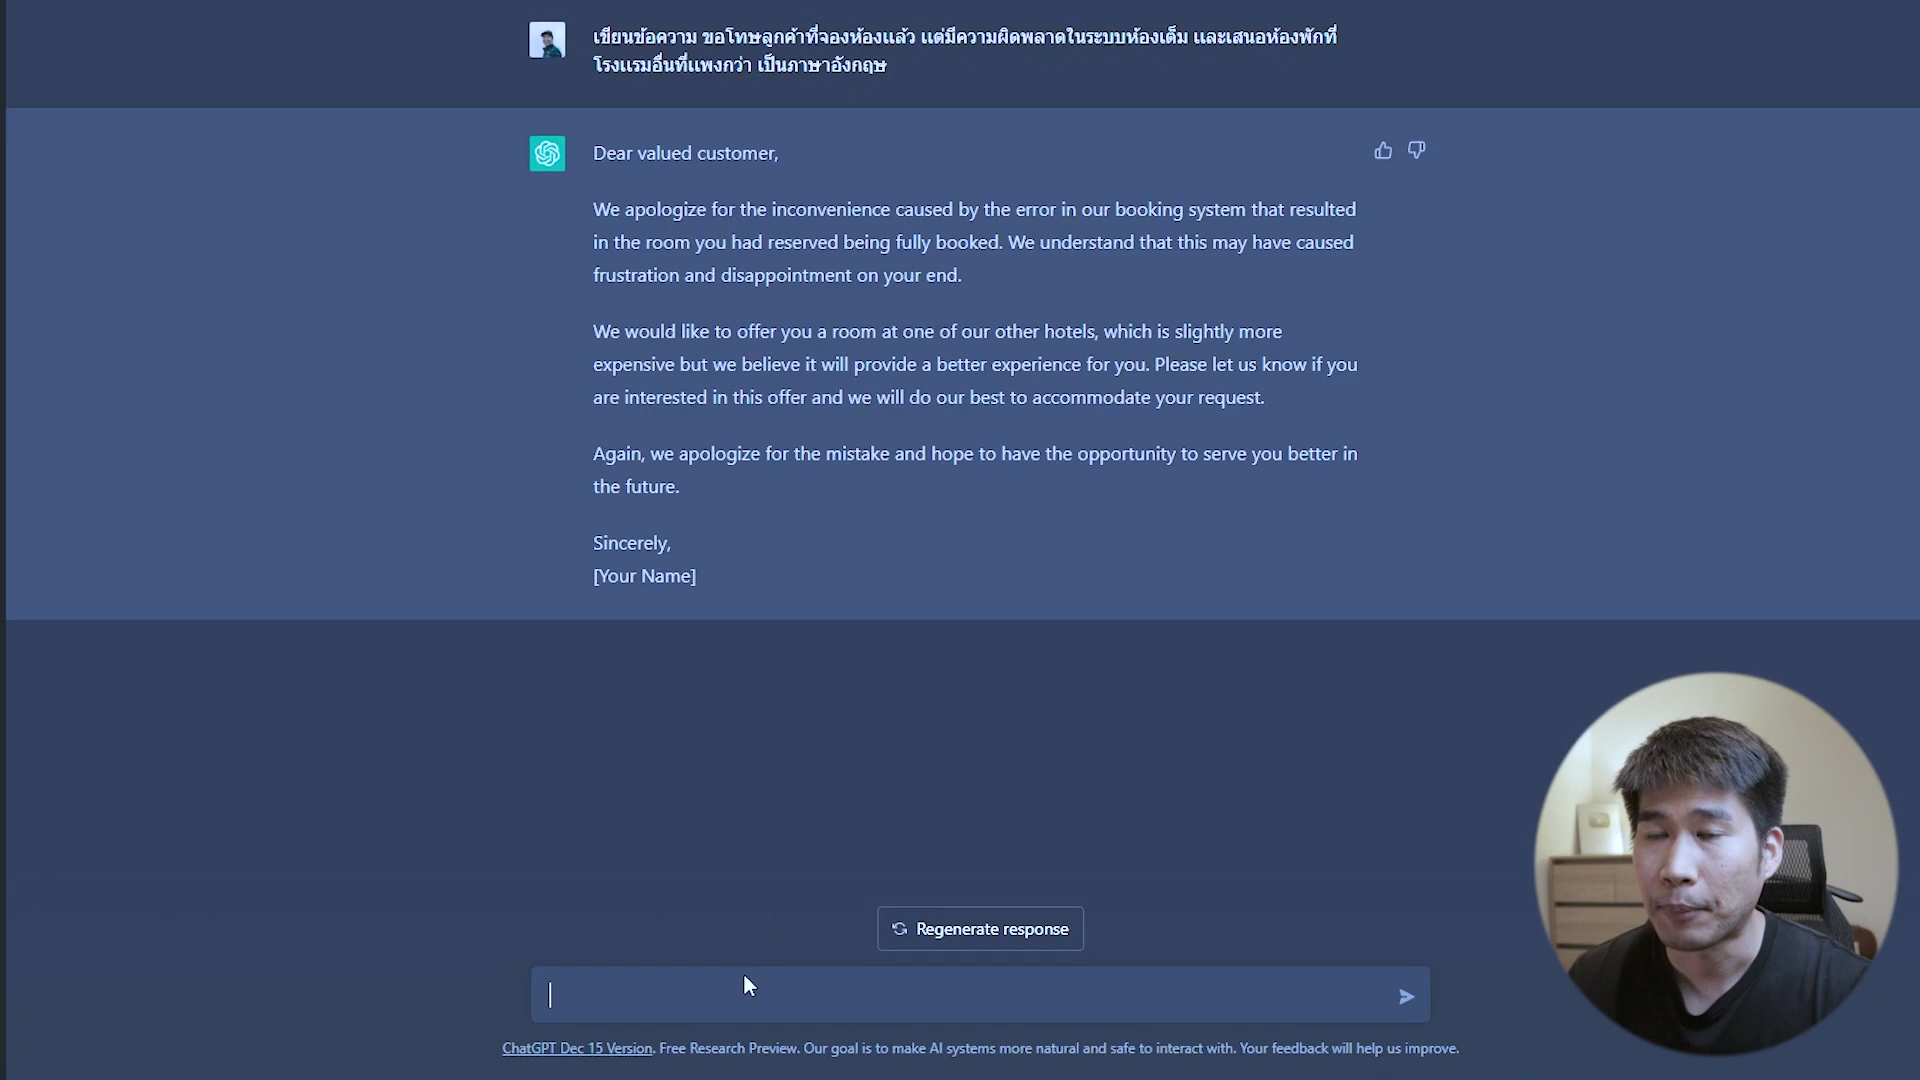 เขียนข้อความ ขอโทษลูกค้าที่จองห้องแล้ว แต่มีความผิดพลาดในระบบห้องเต็ม และเสนอห้องพักที่
โรงแรมอื่นที่แพงกว่า เป็นภาษาอังกฤษ
Dear valued customer,
We apologize for the inconvenience caused by the error in our booking system that resulted
in the room you had reserved being fully booked. We understand that this may have caused
frustration and disappointment on your end.
We would like to offer you a room at one of our other hotels, which is slightly more
expensive but we believe it will provide a better experience for you. Please let us know if you
are interested in this offer and we will do our best to accommodate your request.
Again, we apologize for the mistake and hope to have the opportunity to serve you better in
the future.
Sincerely,
[Your Name]
Regenerate response
ChatGPT Dec 15 Version. Free Research Preview. Our goal is to make AI systems more natural and safe to interact with. Your feedback will help us improve.